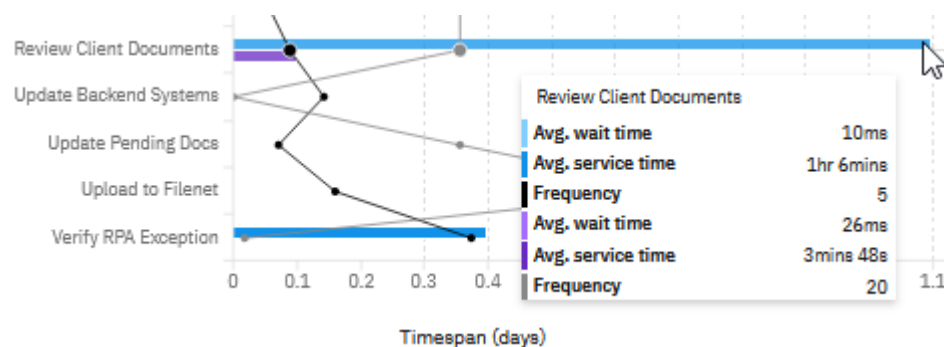 Review Client Documents
Update Backend Systems
Update Pending Docs
Upload to Filenet
Verify RPA Exception
Review Client Documents
Avg. wait time 10ms
Avg. service time 1hr 6mins
Frequency 5
Avg. wait time 26ms
Avg. service time 3mins 48s
Frequency 20
0 0.1 0.2 0.3 0.4 1.1
Timespan (days)